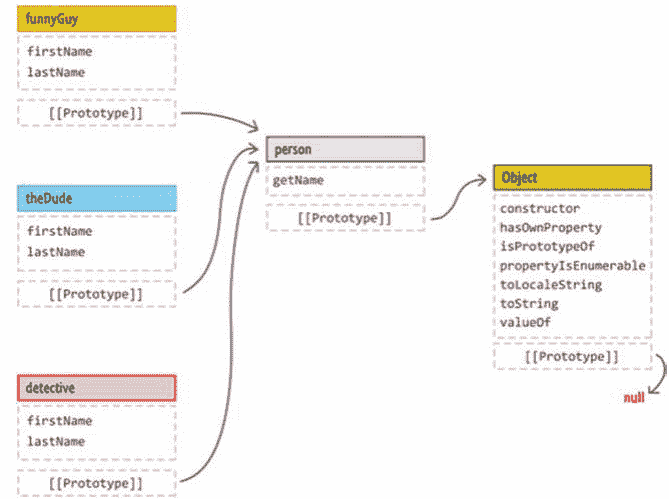 funnyGuy
firstName
lastName
[[Prototype]]
theDude
firstName
lastName
[[Prototype]]
detective
firstName
lastName
[[Prototype]]
person
getName
[[Prototype]]
Object
constructor
hasOwnProperty
isPrototypeOf
propertyIsEnumerable
toLocaleString
toString
valueOf
[[Prototype]]
null